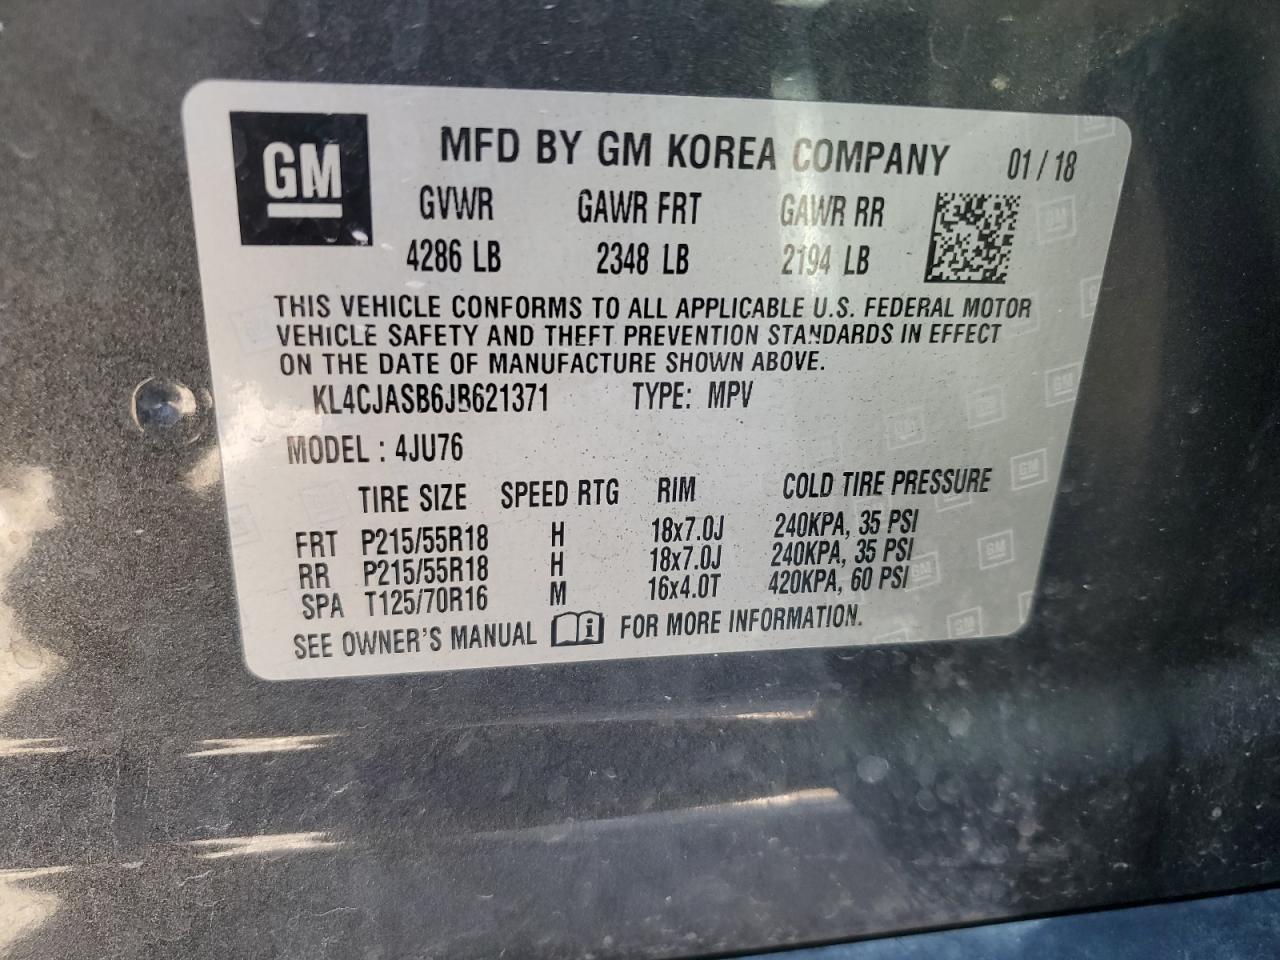 GM
MFD BY GM KOREA COMPANY 01/18
GVWR GAWR FRT GAWR RR
4286 LB 2348 LB 2194 LB
THIS VEHICLE CONFORMS TO ALL APPLICABLE U.S. FEDERAL MOTOR
VEHICLE SAFETY AND THEFT PREVENTION STANDARDS IN EFFECT
ON THE DATE OF MANUFACTURE SHOWN ABOVE.
KL4CJASB6JB621371 TYPE: MPV
MODEL : 4JU76
TIRE SIZE SPEED RTG RIM COLD TIRE PRESSURE
FRT P215/55R18 H 18x7.0J 240KPA, 35 PSI
RR P215/55R18 H 18x7.0J 240KPA, 35 PSI
SPA T125/70R16 M 16x4.0T 420KPA, 60 PSI
SEE OWNER'S MANUAL i FOR MORE INFORMATION.